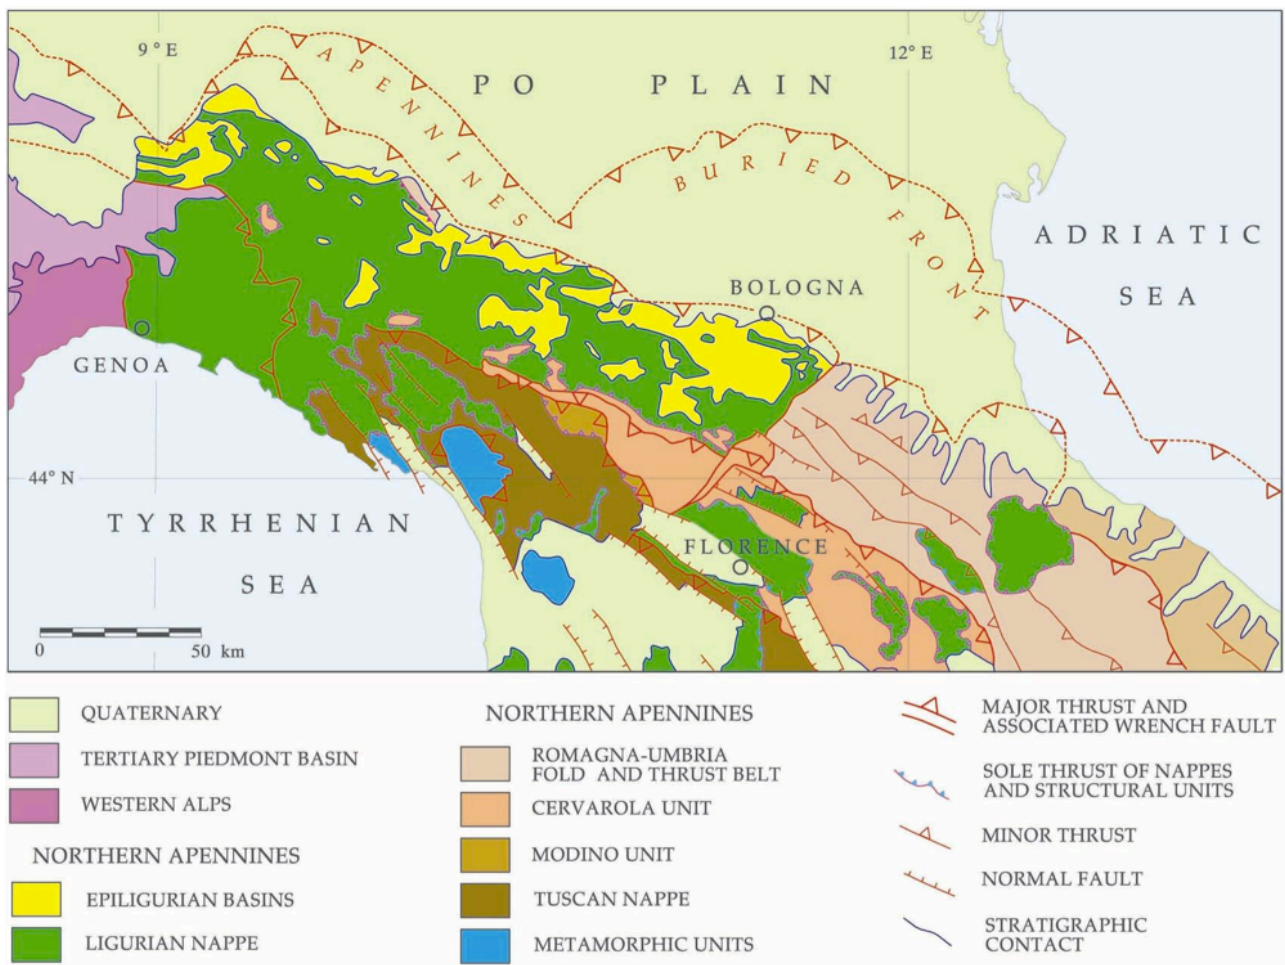 9° E
12° E
PO PLAIN
APENNINES
BURIED FRONT
ADRIATIC
SEA
BOLOGNA
GENOA
44° N
TYRRHENIAN
SEA
FLORENCE
0 50 km
QUATERNARY
TERTIARY PIEDMONT BASIN
WESTERN ALPS
NORTHERN APENNINES
EPILIGURIAN BASINS
LIGURIAN NAPPE
NORTHERN APENNINES
ROMAGNA-UMBRIA
FOLD AND THRUST BELT
CERVAROLA UNIT
MODINO UNIT
TUSCAN NAPPE
METAMORPHIC UNITS
MAJOR THRUST AND
ASSOCIATED WRENCH FAULT
SOLE THRUST OF NAPPES
AND STRUCTURAL UNITS
MINOR THRUST
NORMAL FAULT
STRATIGRAPHIC
CONTACT